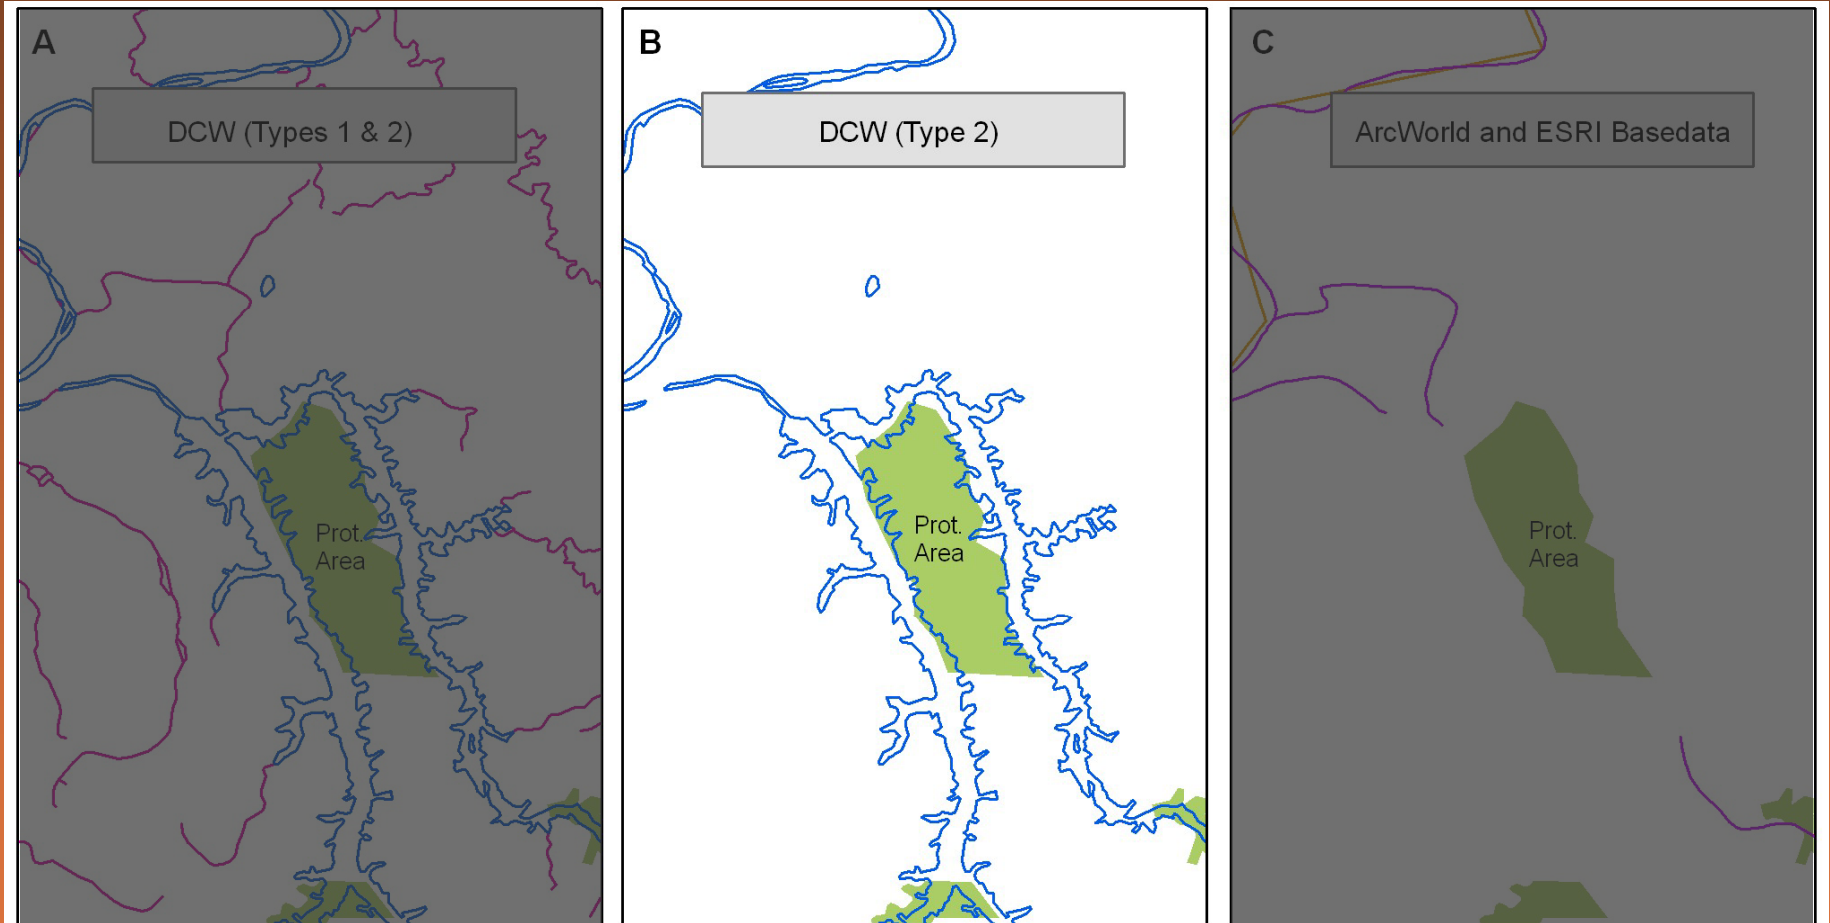 A
DCW (Types 1 & 2)
Prot.
Area
B
DCW (Type 2)
Prot.
Area
C
ArcWorld and ESRI Basedata
Prot.
Area